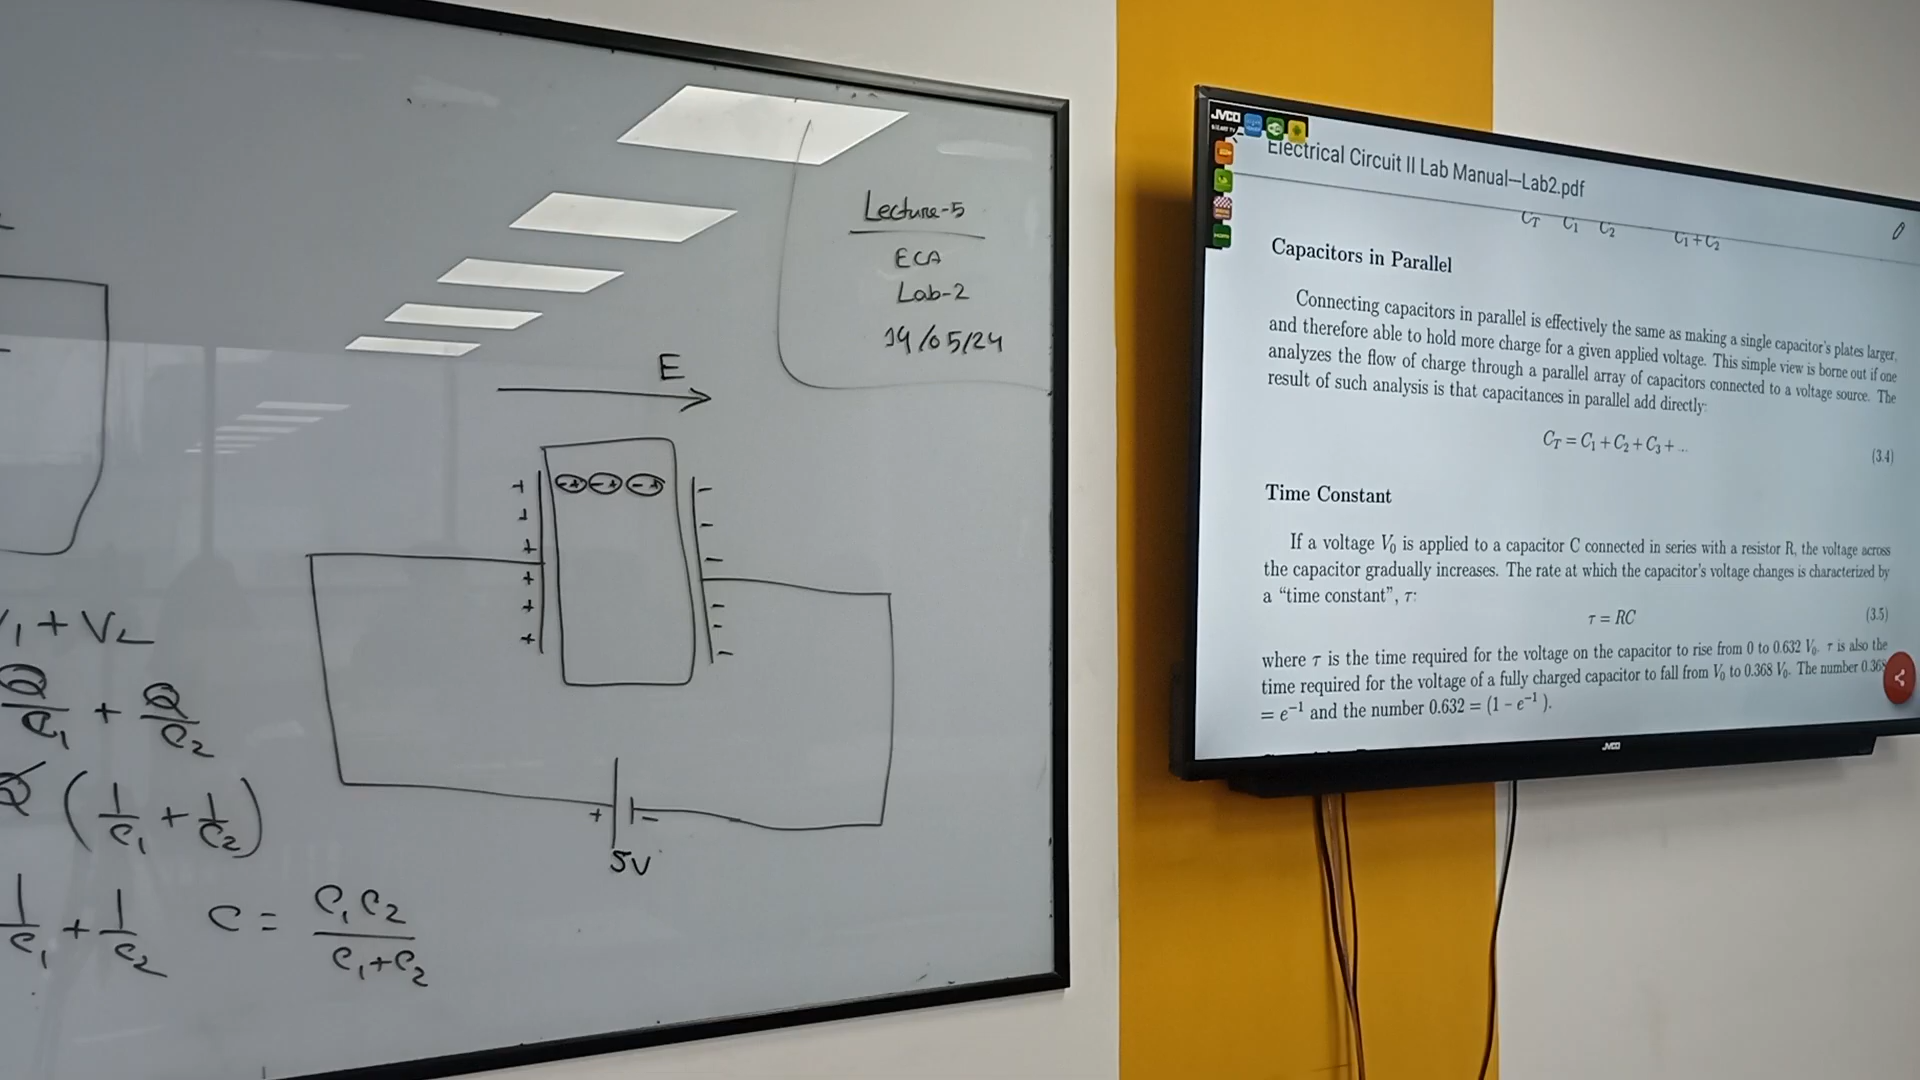 Lecture-5
ECA
Lab-2
14/05/24
E
+ - 
- + - + - +
5V
+ -
1 + V2
Q/C1 + Q/C2
Q (1/C1 + 1/C2)
1/C1 + 1/C2
C = C1C2/C1+C2
JVCO
Electrical Circuit II Lab Manual—Lab2.pdf
CT C1 C2 C1 + C2
Capacitors in Parallel
Connecting capacitors in parallel is effectively the same as making a single capacitor's plates larger,
and therefore able to hold more charge for a given applied voltage. This simple view is borne out if one
analyzes the flow of charge through a parallel array of capacitors connected to a voltage source. The
result of such analysis is that capacitances in parallel add directly:
CT = C1 + C2 + C3 + ...
(3.4)
Time Constant
If a voltage V0 is applied to a capacitor C connected in series with a resistor R, the voltage across
the capacitor gradually increases. The rate at which the capacitor's voltage changes is characterized by
a “time constant”, τ:
τ = RC
(3.5)
where τ is the time required for the voltage on the capacitor to rise from 0 to 0.632 V0. τ is also the
time required for the voltage of a fully charged capacitor to fall from V0 to 0.368 V0. The number 0.368
= e⁻¹ and the number 0.632 = (1 − e⁻¹ ).
JVCO